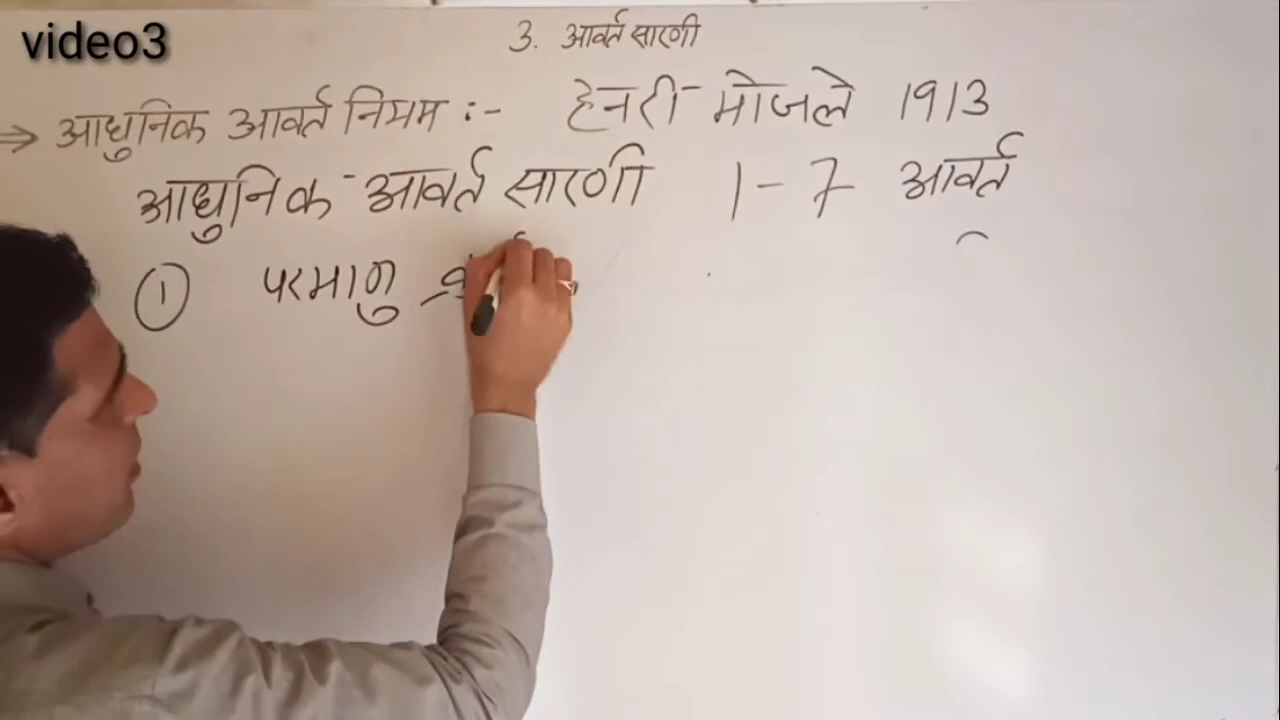 video3
3. आवर्त सारणी
⇒ आधुनिक आवर्त नियम :- हेनरी मोजले 1913
आधुनिक आवर्त सारणी 1-7 आवर्त
① परमाणु